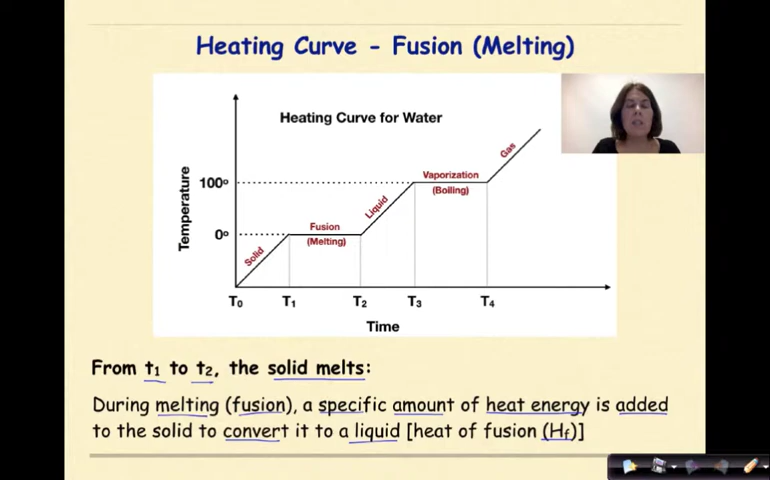 Heating Curve - Fusion (Melting)
Heating Curve for Water
Temperature
100°
0°
Solid
Fusion
(Melting)
Liquid
Vaporization
(Boiling)
Gas
T₀ T₁ T₂ T₃ T₄
Time
From t₁ to t₂, the solid melts:
During melting (fusion), a specific amount of heat energy is added
to the solid to convert it to a liquid [heat of fusion (Hf)]